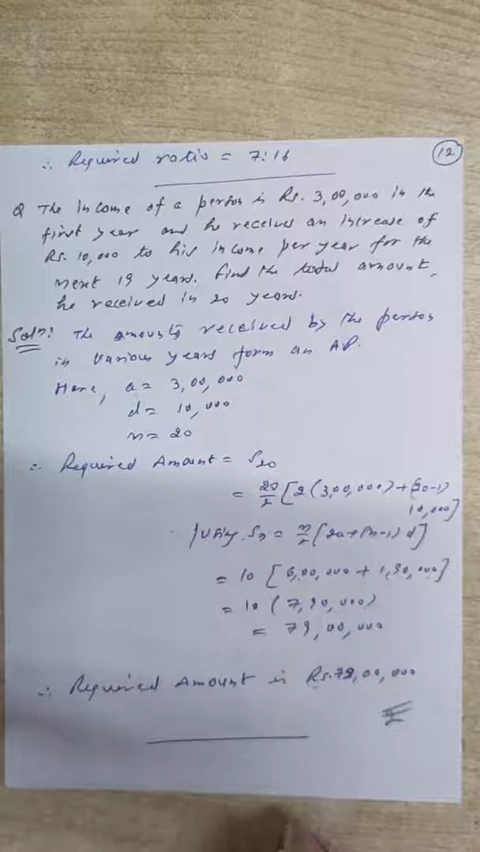 ∴ Required ratio = 7:16
12
Q The income of a person is Rs. 3,00,000 in the
first year and he receives an increase of
Rs. 10,000 to his income per year for the
next 19 years. Find the total amount,
he received in 20 years.
Soln: The amounts received by the person
in various years form an AP.
Here, a = 3,00,000
d = 10,000
n = 20
∴ Required Amount = S20
= 20/2 [2(3,00,000) + (20-1)
10,000]
Using Sn = n/2 [2a+(n-1)d]
= 10 [6,00,000 + 1,90,000]
= 10 (7,90,000)
= 79,00,000
∴ Required Amount is Rs. 79,00,000